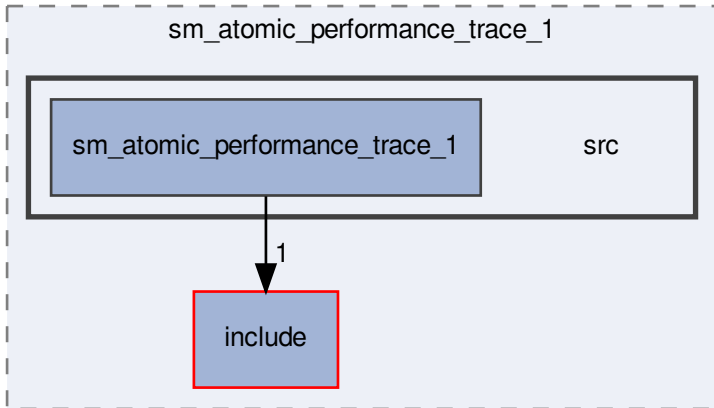 sm_atomic_performance_trace_1
sm_atomic_performance_trace_1
src
1
include